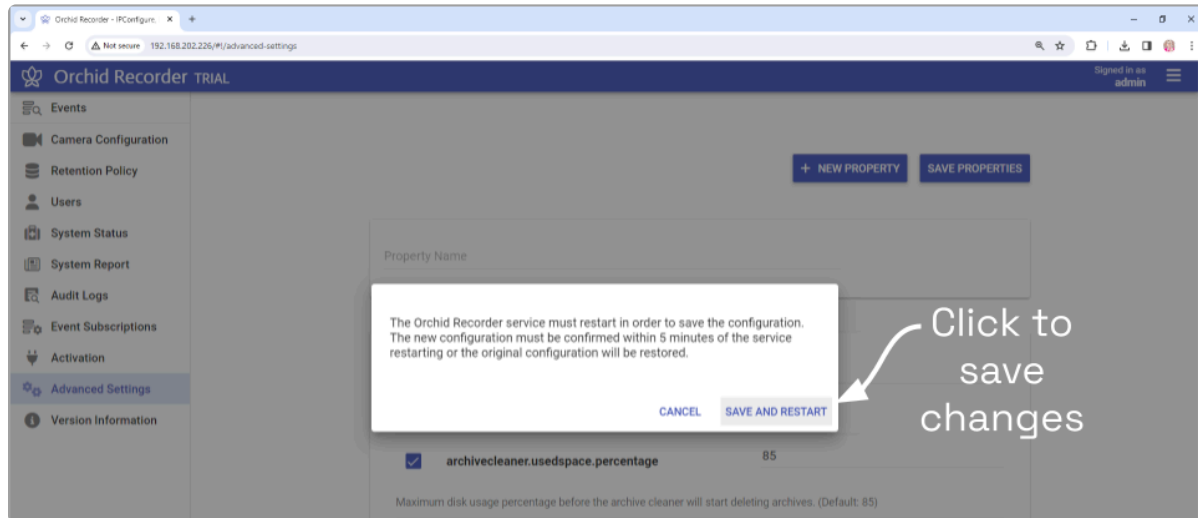 Orchid Recorder - IPConfigure,
Not secure 192.168.202.226/#!/advanced-settings
Orchid Recorder TRIAL
Signed in as
admin
Events
Camera Configuration
Retention Policy
+ NEW PROPERTY SAVE PROPERTIES
Users
System Status
System Report
Property Name
Audit Logs
Event Subscriptions
Activation
Advanced Settings
Version Information
The Orchid Recorder service must restart in order to save the configuration.
The new configuration must be confirmed within 5 minutes of the service
restarting or the original configuration will be restored.
CANCEL SAVE AND RESTART
Click to
save
changes
archivecleaner.usedspace.percentage 85
Maximum disk usage percentage before the archive cleaner will start deleting archives. (Default: 85)